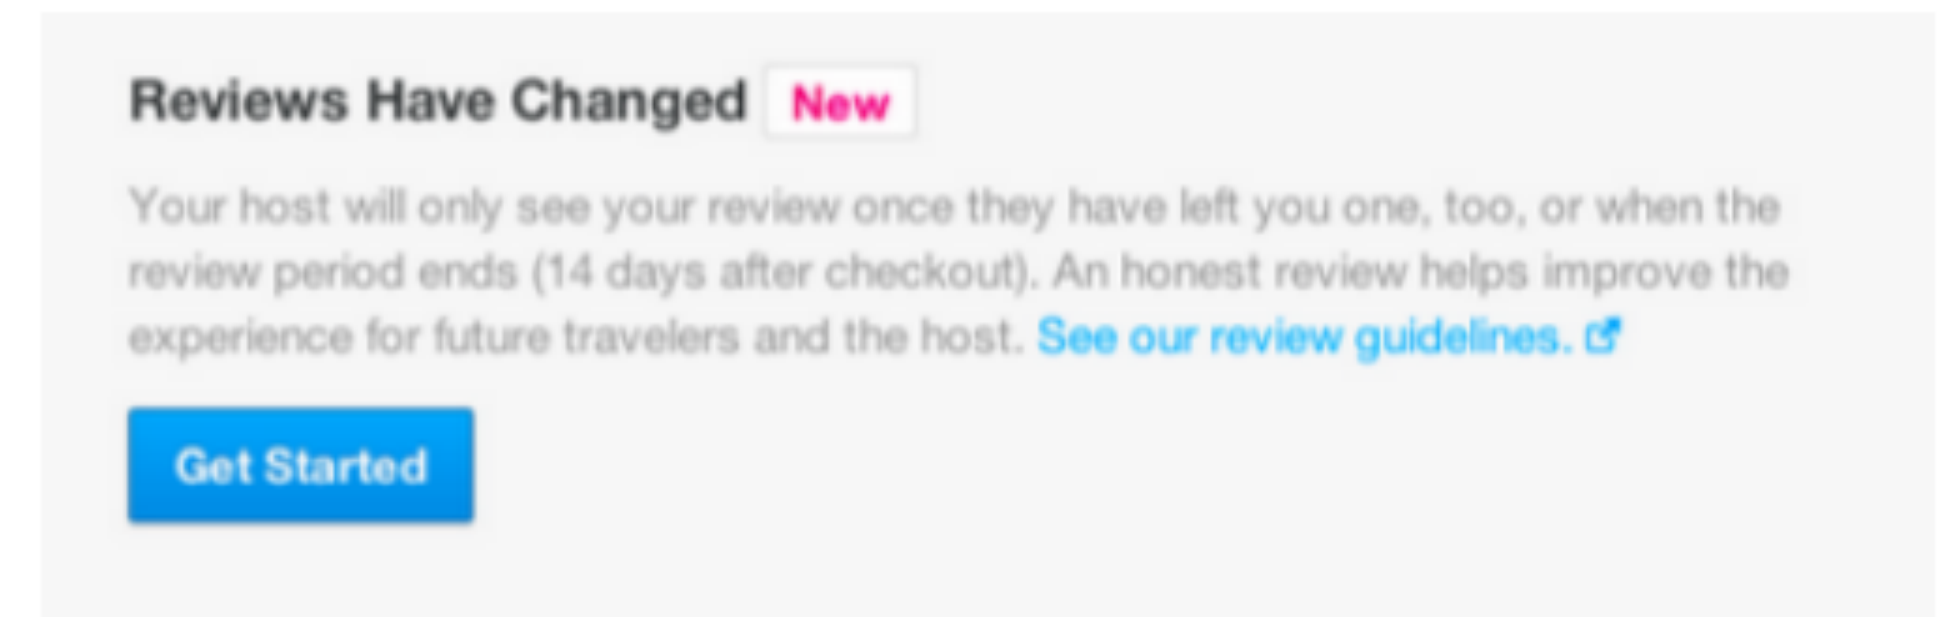 Reviews Have Changed New
Your host will only see your review once they have left you one, too, or when the
review period ends (14 days after checkout). An honest review helps improve the
experience for future travelers and the host. See our review guidelines.
Get Started